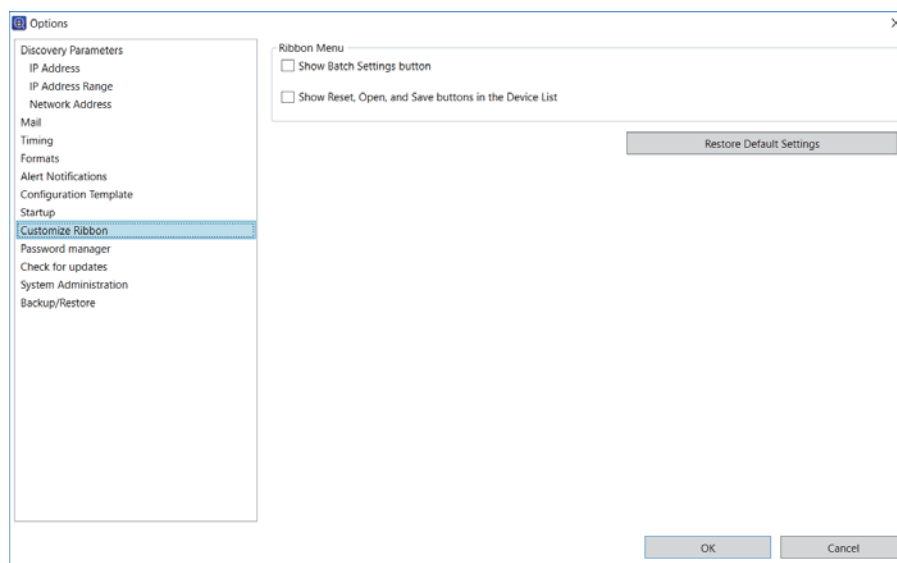 Options
Discovery Parameters
IP Address
IP Address Range
Network Address
Mail
Timing
Formats
Alert Notifications
Configuration Template
Startup
Customize Ribbon
Password manager
Check for updates
System Administration
Backup/Restore
Ribbon Menu
Show Batch Settings button
Show Reset, Open, and Save buttons in the Device List
Restore Default Settings
OK
Cancel